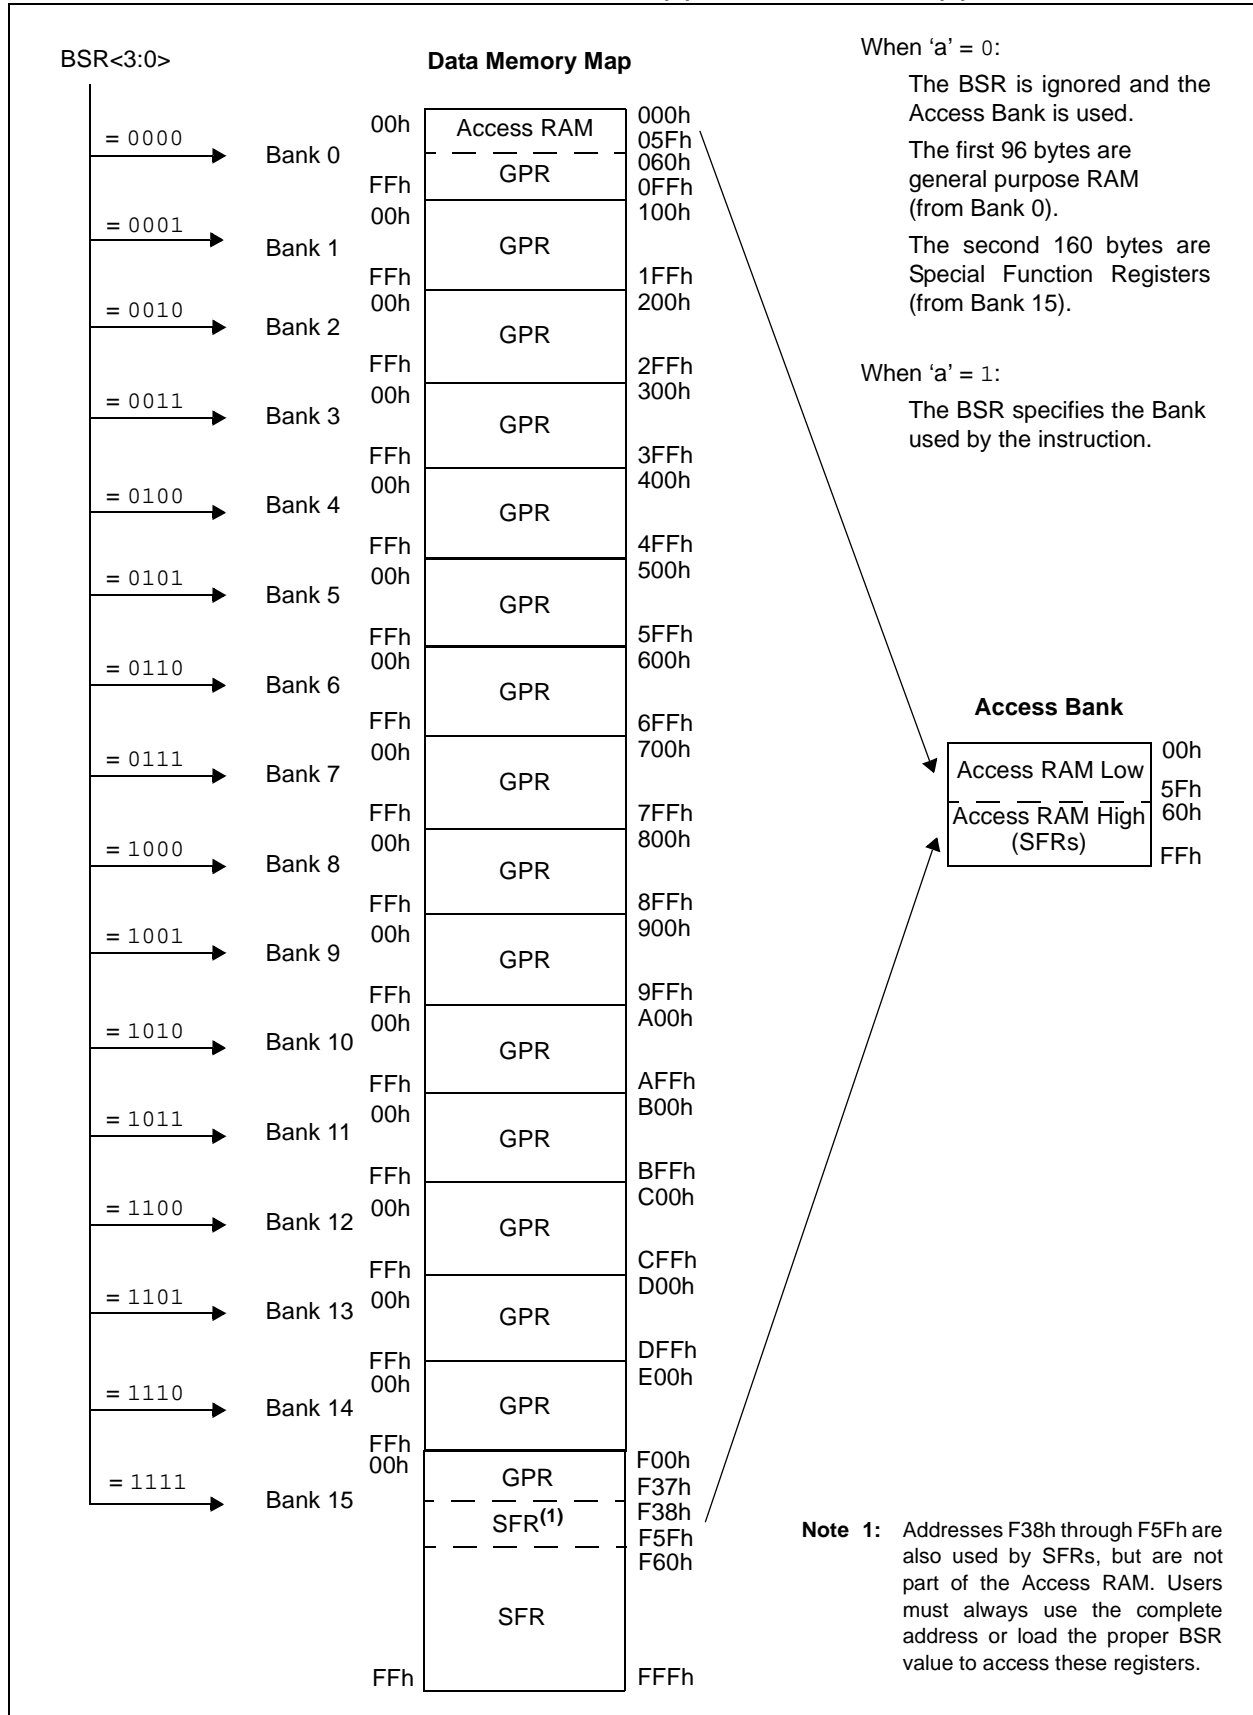 BSR<3:0>
Data Memory Map
When ‘a’ = 0:
The BSR is ignored and the
Access Bank is used.
The first 96 bytes are
general purpose RAM
(from Bank 0).
The second 160 bytes are
Special Function Registers
(from Bank 15).
When ‘a’ = 1:
The BSR specifies the Bank
used by the instruction.
= 0000
Bank 0
00h
FFh
Access RAM
GPR
000h
05Fh
060h
0FFh
= 0001
Bank 1
00h
FFh
GPR
100h
1FFh
= 0010
Bank 2
00h
FFh
GPR
200h
2FFh
= 0011
Bank 3
00h
FFh
GPR
300h
3FFh
= 0100
Bank 4
00h
FFh
GPR
400h
4FFh
= 0101
Bank 5
00h
FFh
GPR
500h
5FFh
= 0110
Bank 6
00h
FFh
GPR
600h
6FFh
= 0111
Bank 7
00h
FFh
GPR
700h
7FFh
= 1000
Bank 8
00h
FFh
GPR
800h
8FFh
= 1001
Bank 9
00h
FFh
GPR
900h
9FFh
= 1010
Bank 10
00h
FFh
GPR
A00h
AFFh
= 1011
Bank 11
00h
FFh
GPR
B00h
BFFh
= 1100
Bank 12
00h
FFh
GPR
C00h
CFFh
= 1101
Bank 13
00h
FFh
GPR
D00h
DFFh
= 1110
Bank 14
00h
FFh
GPR
E00h
= 1111
Bank 15
00h
FFh
GPR
SFR(1)
SFR
F00h
F37h
F38h
F5Fh
F60h
FFFh
Access Bank
Access RAM Low
Access RAM High
(SFRs)
00h
5Fh
60h
FFh
Note 1: Addresses F38h through F5Fh are
also used by SFRs, but are not
part of the Access RAM. Users
must always use the complete
address or load the proper BSR
value to access these registers.